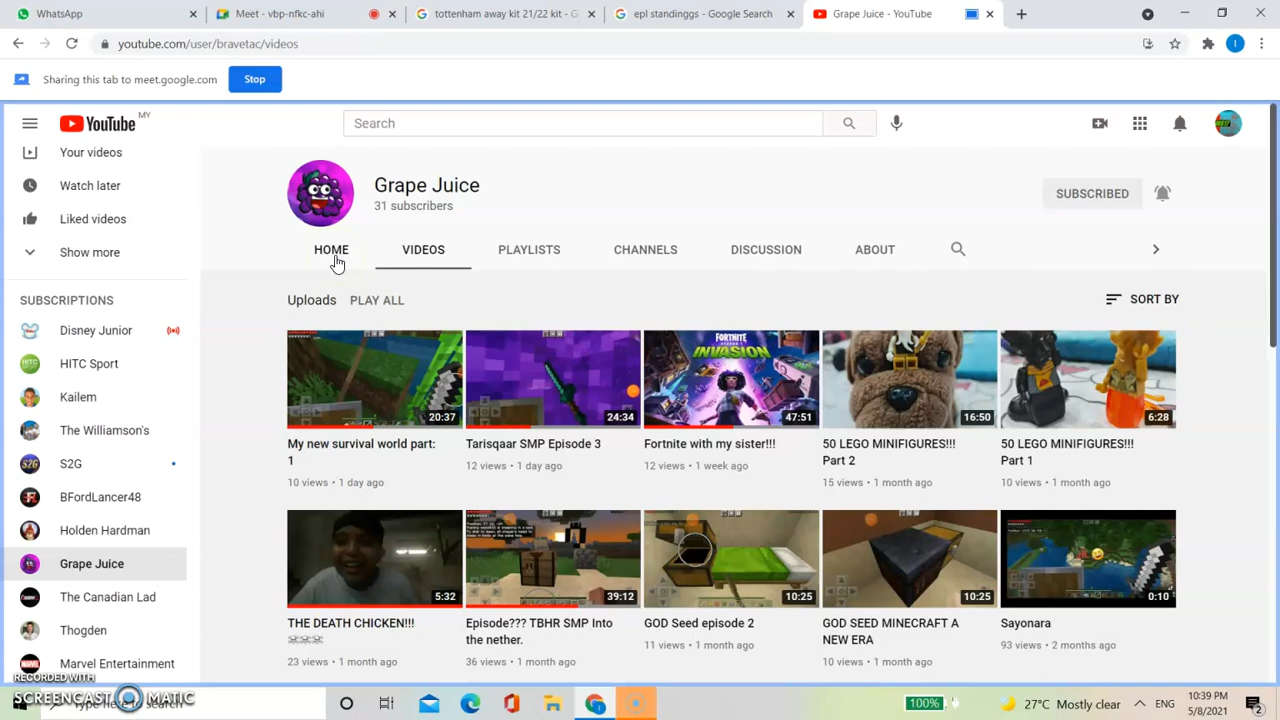 WhatsApp
Meet - vbp-nfkc-ahi
tottenham away kit 21/22 kit - G
epl standinggs - Google Search
Grape Juice - YouTube
youtube.com/user/bravetac/videos
Sharing this tab to meet.google.com
Stop
YouTube
MY
Search
Your videos
Watch later
Liked videos
Show more
SUBSCRIPTIONS
Disney Junior
HITC Sport
Kailem
The Williamson's
S2G
BFordLancer48
Holden Hardman
Grape Juice
The Canadian Lad
Thogden
Marvel Entertainment
Grape Juice
31 subscribers
SUBSCRIBED
HOME
VIDEOS
PLAYLISTS
CHANNELS
DISCUSSION
ABOUT
Uploads
PLAY ALL
SORT BY
20:37
My new survival world part:
1
10 views • 1 day ago
24:34
Tarisqaar SMP Episode 3
12 views • 1 day ago
FORTNITE
INVASION
47:51
Fortnite with my sister!!!
12 views • 1 week ago
16:50
50 LEGO MINIFIGURES!!!
Part 2
15 views • 1 month ago
6:28
50 LEGO MINIFIGURES!!!
Part 1
10 views • 1 month ago
5:32
THE DEATH CHICKEN!!!
☠☠☠
23 views • 1 month ago
39:12
Episode??? TBHR SMP Into
the nether.
36 views • 1 month ago
10:25
GOD Seed episode 2
11 views • 1 month ago
10:25
GOD SEED MINECRAFT A
NEW ERA
10 views • 1 month ago
0:10
Sayonara
93 views • 2 months ago
RECORDED WITH
SCREENCAST MATIC
Type here to search
100%
27°C Mostly clear
ENG
10:39 PM
5/8/2021
2